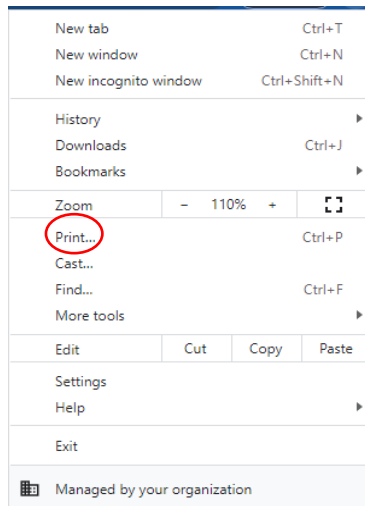 New tab Ctrl+T
New window Ctrl+N
New incognito window Ctrl+Shift+N
History
Downloads Ctrl+J
Bookmarks
Zoom - 110% +
Print... Ctrl+P
Cast...
Find... Ctrl+F
More tools
Edit Cut Copy Paste
Settings
Help
Exit
Managed by your organization